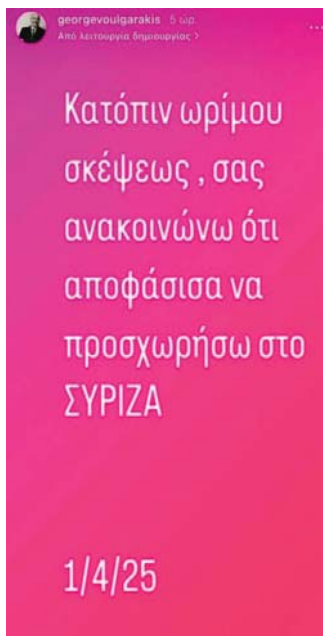 georgevoulgarakis 5 ώρ. ...
Από λειτουργία δημιουργίας >
Κατόπιν ωρίμου
σκέψεως , σας
ανακοινώνω ότι
αποφάσισα να
προσχωρήσω στο
ΣΥΡΙΖΑ
1/4/25